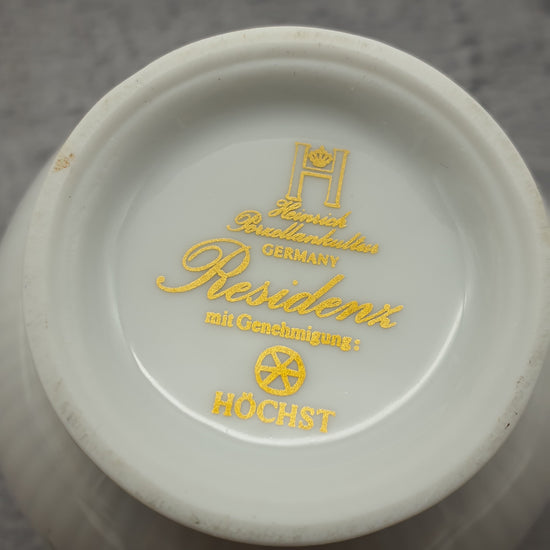 H
Heinrich
Porzellankultur
GERMANY
Residenz
mit Genehmigung:
HÖCHST